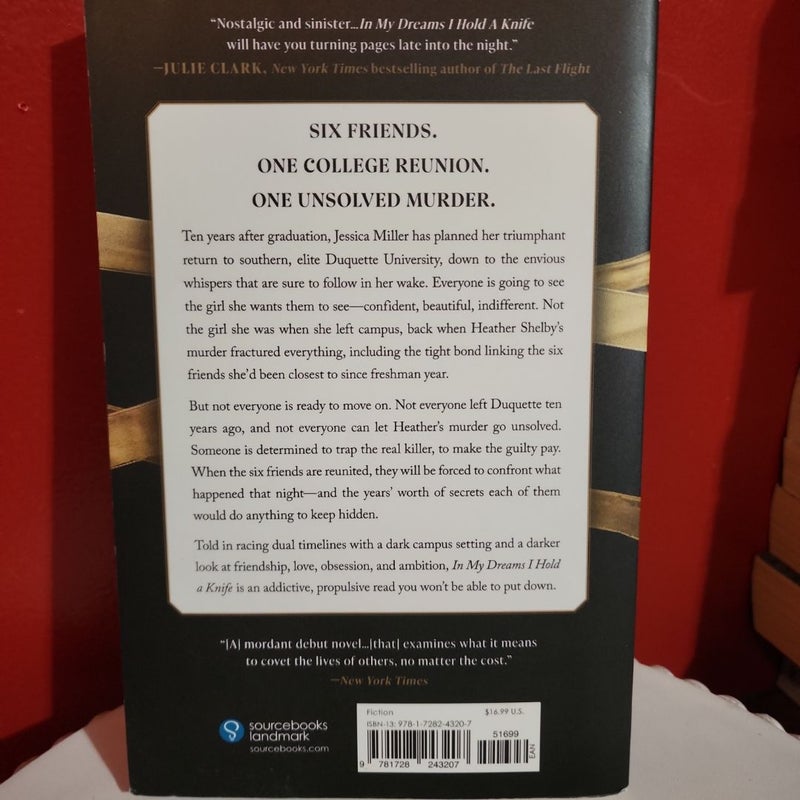 “Nostalgic and sinister...In My Dreams I Hold A Knife
will have you turning pages late into the night.”
—JULIE CLARK, New York Times bestselling author of The Last Flight
SIX FRIENDS.
ONE COLLEGE REUNION.
ONE UNSOLVED MURDER.
Ten years after graduation, Jessica Miller has planned her triumphant
return to southern, elite Duquette University, down to the envious
whispers that are sure to follow in her wake. Everyone is going to see
the girl she wants them to see—confident, beautiful, indifferent. Not
the girl she was when she left campus, back when Heather Shelby’s
murder fractured everything, including the tight bond linking the six
friends she’d been closest to since freshman year.
But not everyone is ready to move on. Not everyone left Duquette ten
years ago, and not everyone can let Heather’s murder go unsolved.
Someone is determined to trap the real killer, to make the guilty pay.
When the six friends are reunited, they will be forced to confront what
happened that night—and the years’ worth of secrets each of them
would do anything to keep hidden.
Told in racing dual timelines with a dark campus setting and a darker
look at friendship, love, obsession, and ambition, In My Dreams I Hold
a Knife is an addictive, propulsive read you won’t be able to put down.
“[A] mordant debut novel...[that] examines what it means
to covet the lives of others, no matter the cost.”
—New York Times
sourcebooks
landmark
sourcebooks.com
Fiction $16.99 U.S.
ISBN-13: 978-1-7282-4320-7
51699
EAN
9 781728 243207